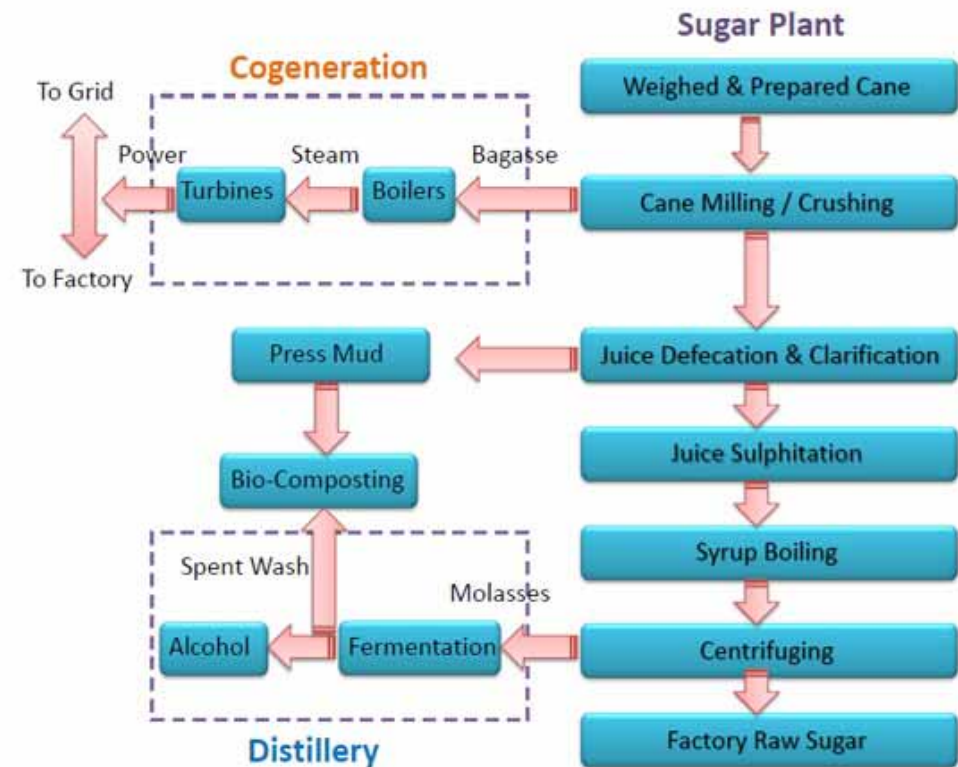 Sugar Plant
Cogeneration
Weighed & Prepared Cane
To Grid
Power
Steam
Bagasse
Turbines
Boilers
Cane Milling / Crushing
To Factory
Press Mud
Juice Defecation & Clarification
Bio-Composting
Juice Sulphitation
Spent Wash
Syrup Boiling
Molasses
Alcohol
Fermentation
Centrifuging
Distillery
Factory Raw Sugar